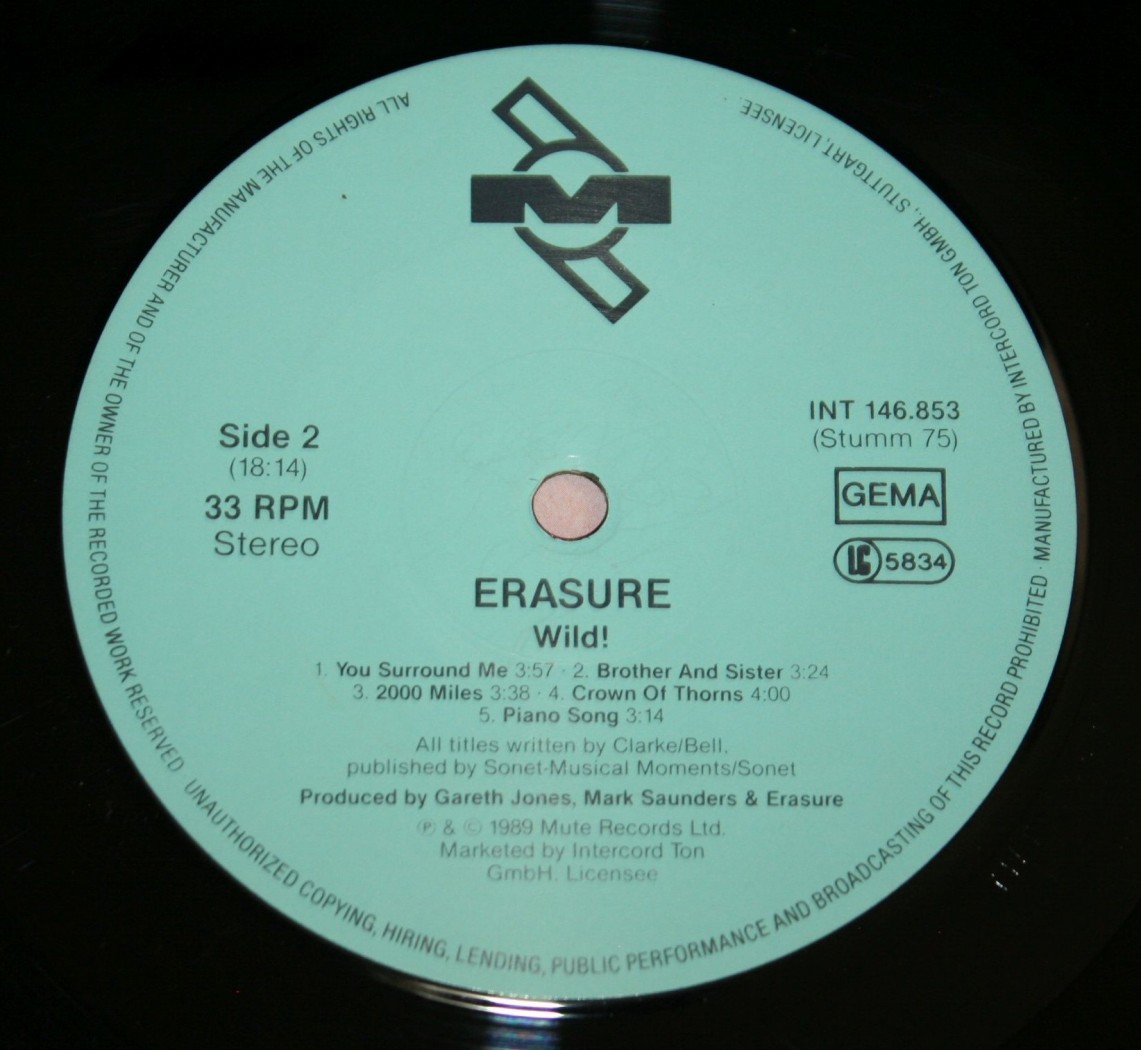 M
Side 2
(18:14)
33 RPM
Stereo
INT 146.853
(Stumm 75)
GEMA
LC 5834
ERASURE
Wild!
1. You Surround Me 3:57 · 2. Brother And Sister 3:24
3. 2000 Miles 3:38 · 4. Crown Of Thorns 4:00
5. Piano Song 3:14
All titles written by Clarke/Bell,
published by Sonet-Musical Moments/Sonet
Produced by Gareth Jones, Mark Saunders & Erasure
℗ & © 1989 Mute Records Ltd.
Marketed by Intercord Ton
GmbH. Licensee
ALL RIGHTS OF THE MANUFACTURER AND OF THE OWNER OF THE RECORDED WORK RESERVED · UNAUTHORIZED COPYING, HIRING, LENDING, PUBLIC PERFORMANCE AND BROADCASTING OF THIS RECORD PROHIBITED · MANUFACTURED BY INTERCORD TON GMBH., STUTTGART, LICENSEE.